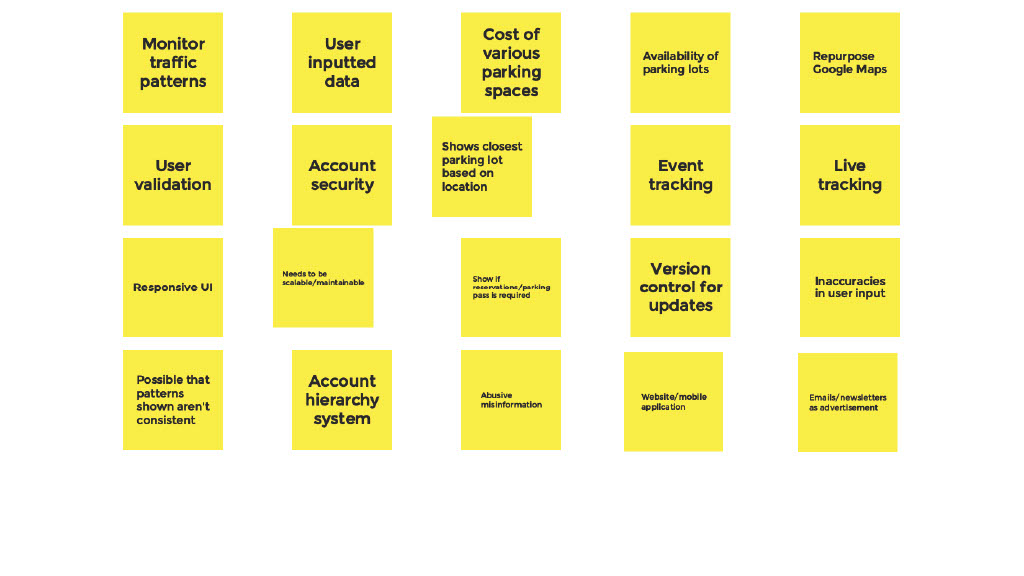 Monitor
traffic
patterns
User
inputted
data
Cost of
various
parking
spaces
Availability of
parking lots
Repurpose
Google Maps
User
validation
Account
security
Shows closest
parking lot
based on
location
Event
tracking
Live
tracking
Responsive UI
Needs to be
scalable/maintainable
Show if
reservations/parking
pass is required
Version
control for
updates
Inaccuracies
in user input
Possible that
patterns
shown aren't
consistent
Account
hierarchy
system
Abusive
misinformation
Website/mobile
application
Emails/newsletters
as advertisement